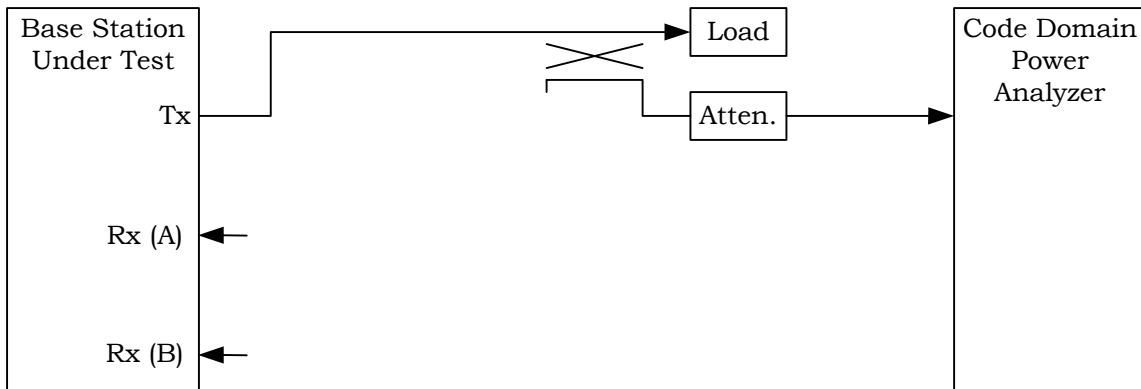 Base Station
Under Test
Tx
Rx (A)
Rx (B)
Load
Atten.
Code Domain
Power
Analyzer